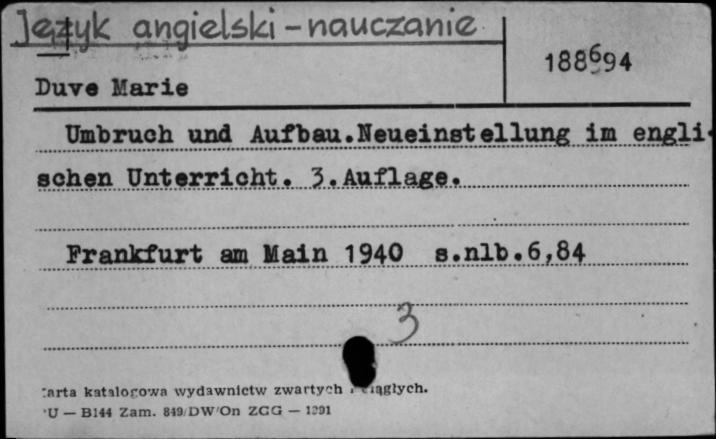 Język angielski - nauczanie
188694
Duve Marie
Umbruch und Aufbau. Neueinstellung im engli-
schen Unterricht. 3. Auflage.
Frankfurt am Main 1940 s.nlb.6,84
3
arta katalogowa wydawnictw zwartych ciągłych.
U — B144 Zam. 849/DW/On ZGG — 1391